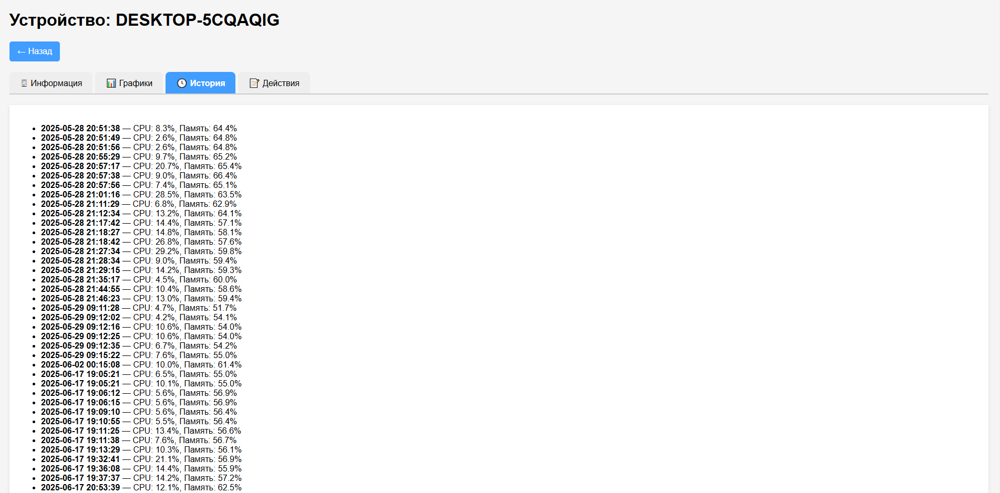 Устройство: DESKTOP-5CQAQIG
← Назад
Информация
Графики
История
Действия
2025-05-28 20:51:38 — CPU: 8.3%, Память: 64.4%
2025-05-28 20:51:49 — CPU: 2.6%, Память: 64.8%
2025-05-28 20:51:56 — CPU: 2.6%, Память: 64.8%
2025-05-28 20:55:29 — CPU: 9.7%, Память: 65.2%
2025-05-28 20:57:17 — CPU: 20.7%, Память: 65.4%
2025-05-28 20:57:38 — CPU: 9.0%, Память: 66.4%
2025-05-28 20:57:56 — CPU: 7.4%, Память: 65.1%
2025-05-28 21:01:16 — CPU: 28.5%, Память: 63.5%
2025-05-28 21:11:29 — CPU: 6.8%, Память: 62.9%
2025-05-28 21:12:34 — CPU: 13.2%, Память: 64.1%
2025-05-28 21:17:42 — CPU: 14.4%, Память: 57.1%
2025-05-28 21:18:27 — CPU: 14.8%, Память: 58.1%
2025-05-28 21:18:42 — CPU: 26.8%, Память: 57.6%
2025-05-28 21:27:34 — CPU: 29.2%, Память: 59.8%
2025-05-28 21:28:34 — CPU: 9.0%, Память: 59.4%
2025-05-28 21:29:15 — CPU: 14.2%, Память: 59.3%
2025-05-28 21:35:17 — CPU: 4.5%, Память: 60.0%
2025-05-28 21:44:55 — CPU: 10.4%, Память: 58.6%
2025-05-28 21:46:23 — CPU: 13.0%, Память: 59.4%
2025-05-29 09:11:28 — CPU: 4.7%, Память: 51.7%
2025-05-29 09:12:02 — CPU: 4.2%, Память: 54.1%
2025-05-29 09:12:16 — CPU: 10.6%, Память: 54.0%
2025-05-29 09:12:25 — CPU: 10.6%, Память: 54.0%
2025-05-29 09:12:35 — CPU: 6.7%, Память: 54.2%
2025-05-29 09:15:22 — CPU: 7.6%, Память: 55.0%
2025-06-02 00:15:08 — CPU: 10.0%, Память: 61.4%
2025-06-17 19:05:21 — CPU: 6.5%, Память: 55.0%
2025-06-17 19:05:21 — CPU: 10.1%, Память: 55.0%
2025-06-17 19:06:12 — CPU: 5.6%, Память: 56.9%
2025-06-17 19:06:15 — CPU: 5.6%, Память: 56.9%
2025-06-17 19:09:10 — CPU: 5.6%, Память: 56.4%
2025-06-17 19:10:55 — CPU: 5.5%, Память: 56.4%
2025-06-17 19:11:25 — CPU: 13.4%, Память: 56.6%
2025-06-17 19:11:38 — CPU: 7.6%, Память: 56.7%
2025-06-17 19:13:29 — CPU: 10.3%, Память: 56.1%
2025-06-17 19:32:41 — CPU: 21.1%, Память: 56.9%
2025-06-17 19:36:08 — CPU: 14.4%, Память: 55.9%
2025-06-17 19:37:37 — CPU: 14.2%, Память: 57.2%
2025-06-17 20:53:39 — CPU: 12.1%, Память: 62.5%